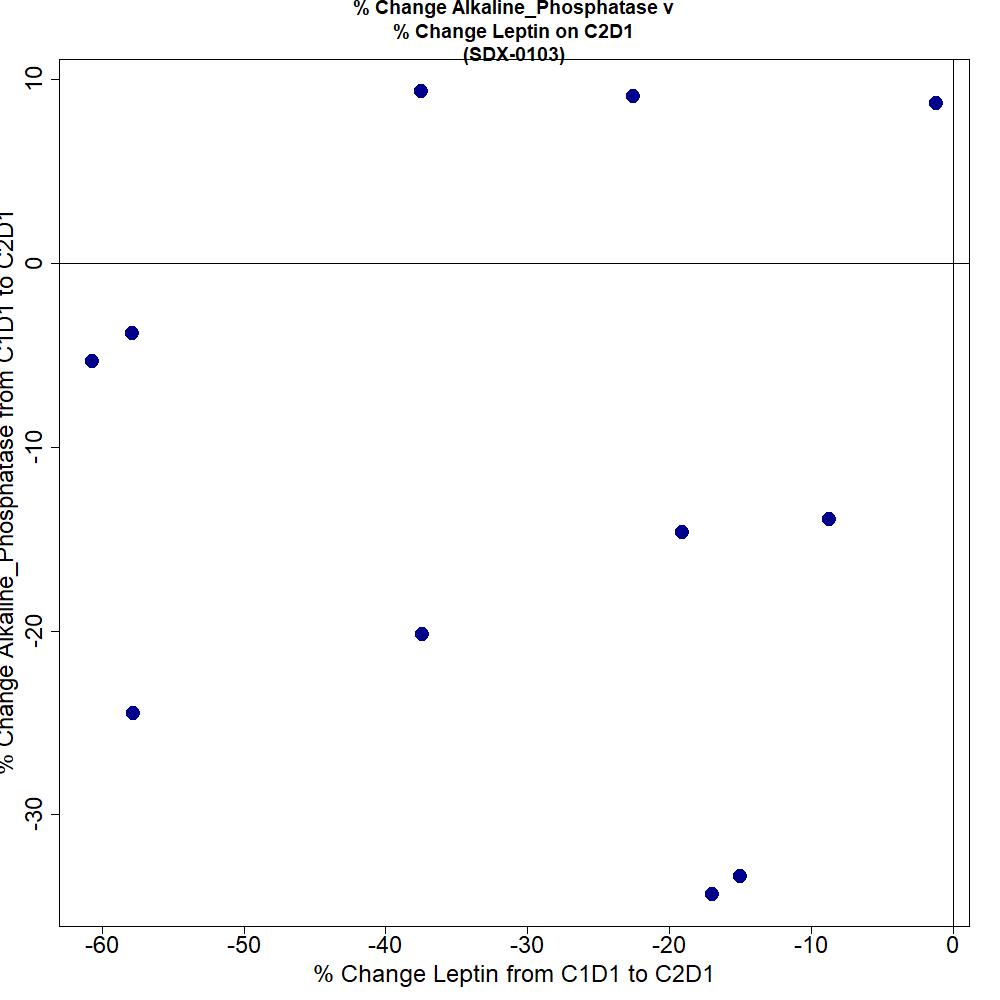 % Change Alkaline_Phosphatase v
% Change Leptin on C2D1
(SDX-0103)
% Change Alkaline_Phosphatase from C1D1 to C2D1
10
0
-10
-20
-30
-60 -50 -40 -30 -20 -10 0
% Change Leptin from C1D1 to C2D1